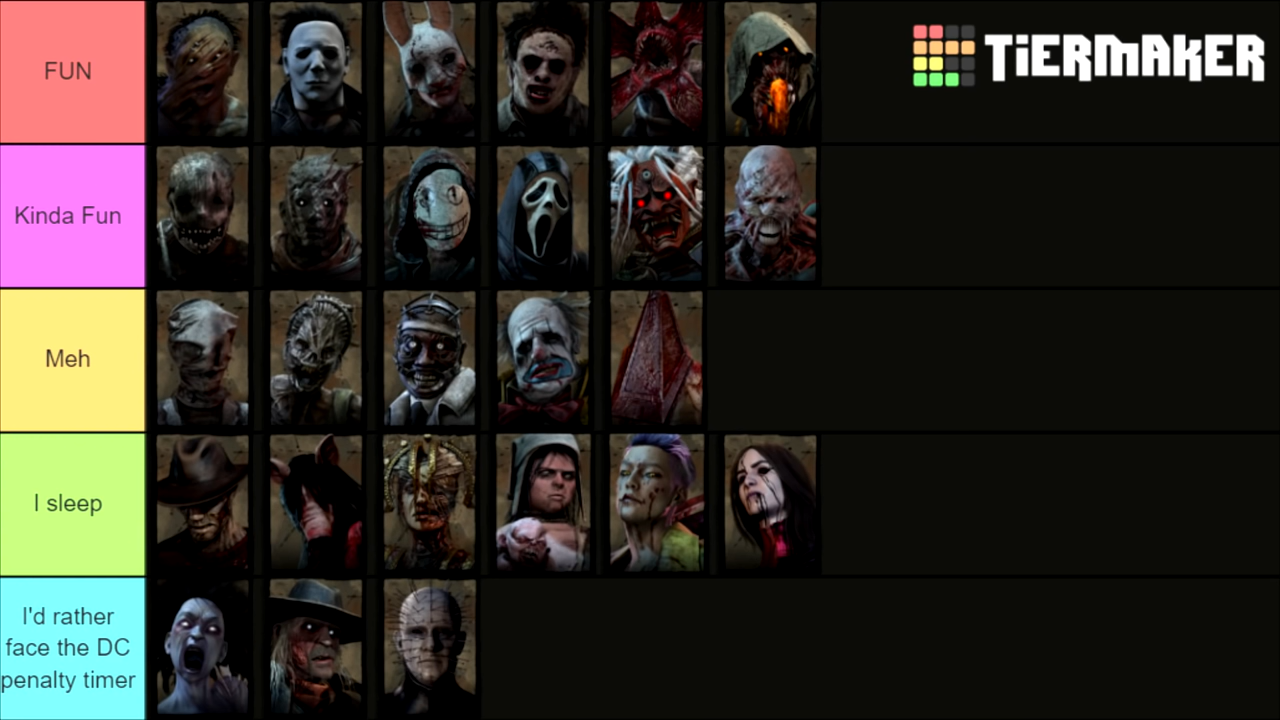 FUN
TiERMAKER
Kinda Fun
Meh
I sleep
I'd rather
face the DC
penalty timer